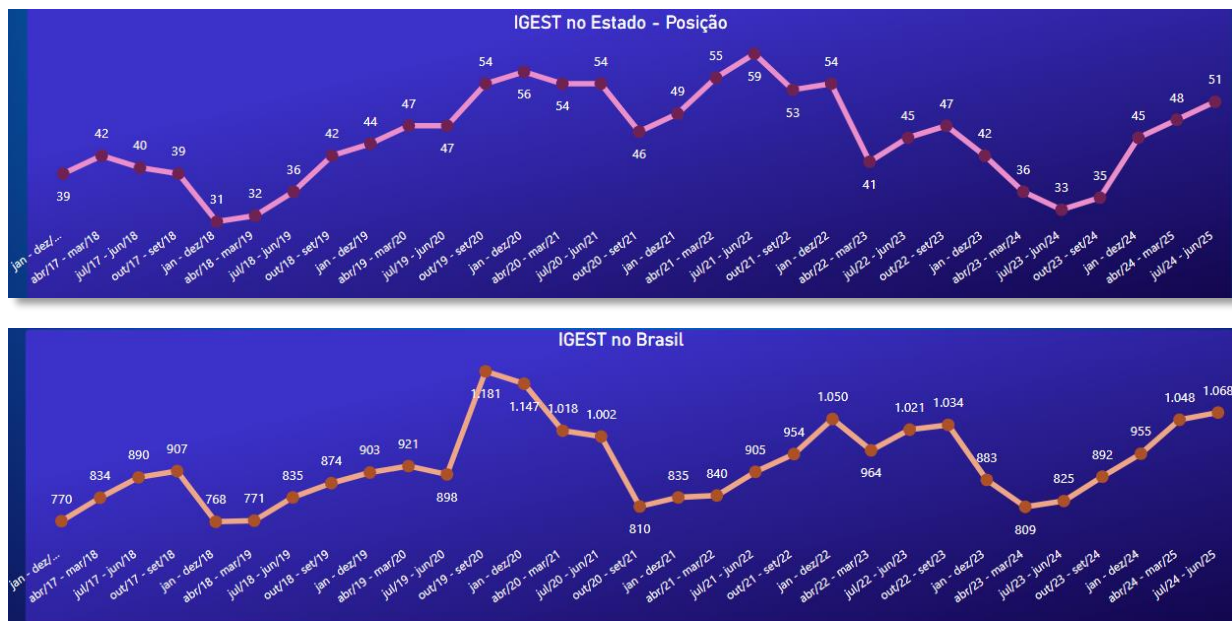 IGEST no Estado - Posição
39 42 40 39 31 32 36 42 44 47 47 54 56 54 54 46 49 55 59 53 54 41 45 47 42 36 33 35 45 48 51
jan - dez/... abr/17 - mar/18 jul/17 - jun/18 out/17 - set/18 jan - dez/18 abr/18 - mar/19 jul/18 - jun/19 out/18 - set/19 jan - dez/19 abr/19 - mar/20 jul/19 - jun/20 out/19 - set/20 jan - dez/20 abr/20 - mar/21 jul/20 - jun/21 out/20 - set/21 jan - dez/21 abr/21 - mar/22 jul/21 - jun/22 out/21 - set/22 jan - dez/22 abr/22 - mar/23 jul/22 - jun/23 out/22 - set/23 jan - dez/23 abr/23 - mar/24 jul/23 - jun/24 out/23 - set/24 jan - dez/24 abr/24 - mar/25 jul/24 - jun/25
IGEST no Brasil
770 834 890 907 768 771 835 874 903 921 898 1.181 1.147 1.018 1.002 810 835 840 905 954 1.050 964 1.021 1.034 883 809 825 892 955 1.048 1.068
jan - dez/... abr/17 - mar/18 jul/17 - jun/18 out/17 - set/18 jan - dez/18 abr/18 - mar/19 jul/18 - jun/19 out/18 - set/19 jan - dez/19 abr/19 - mar/20 jul/19 - jun/20 out/19 - set/20 jan - dez/20 abr/20 - mar/21 jul/20 - jun/21 out/20 - set/21 jan - dez/21 abr/21 - mar/22 jul/21 - jun/22 out/21 - set/22 jan - dez/22 abr/22 - mar/23 jul/22 - jun/23 out/22 - set/23 jan - dez/23 abr/23 - mar/24 jul/23 - jun/24 out/23 - set/24 jan - dez/24 abr/24 - mar/25 jul/24 - jun/25